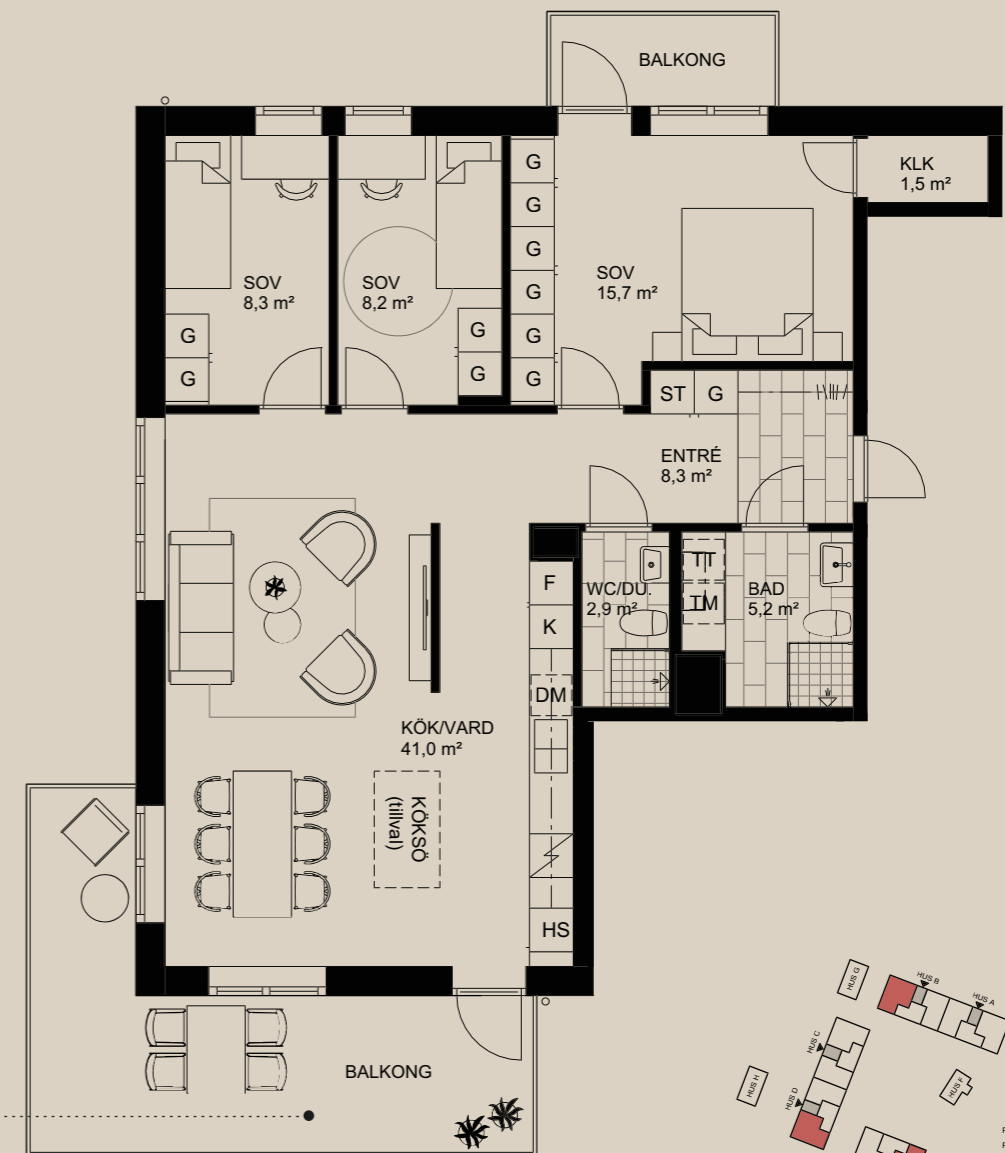 BALKONG
KLK
1,5 m²
G
G
G
G
G
G
SOV
8,3 m²
SOV
8,2 m²
SOV
15,7 m²
G
G
G
G
ST G
ENTRÉ
8,3 m²
F
K
DM
HS
WC/DU.
2,9 m²
TT
TM
BAD
5,2 m²
KÖK/VARD
41,0 m²
KÖKSÖ
(tillval)
BALKONG
HUS G
HUS B
HUS A
HUS C
HUS H
HUS D
HUS F